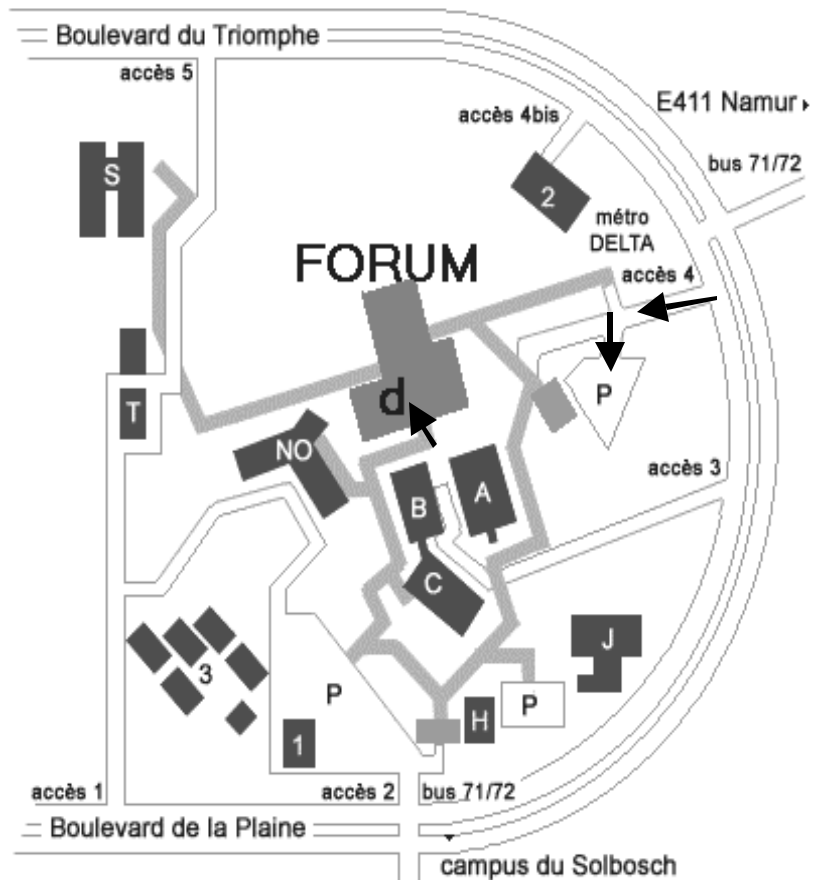 Boulevard du Triomphe
accès 5
E411 Namur
accès 4bis
bus 71/72
S
2
métro
DELTA
FORUM
accès 4
d
P
T
NO
accès 3
A
B
C
J
3
P
P
H
1
accès 1
accès 2
bus 71/72
Boulevard de la Plaine
campus du Solbosch